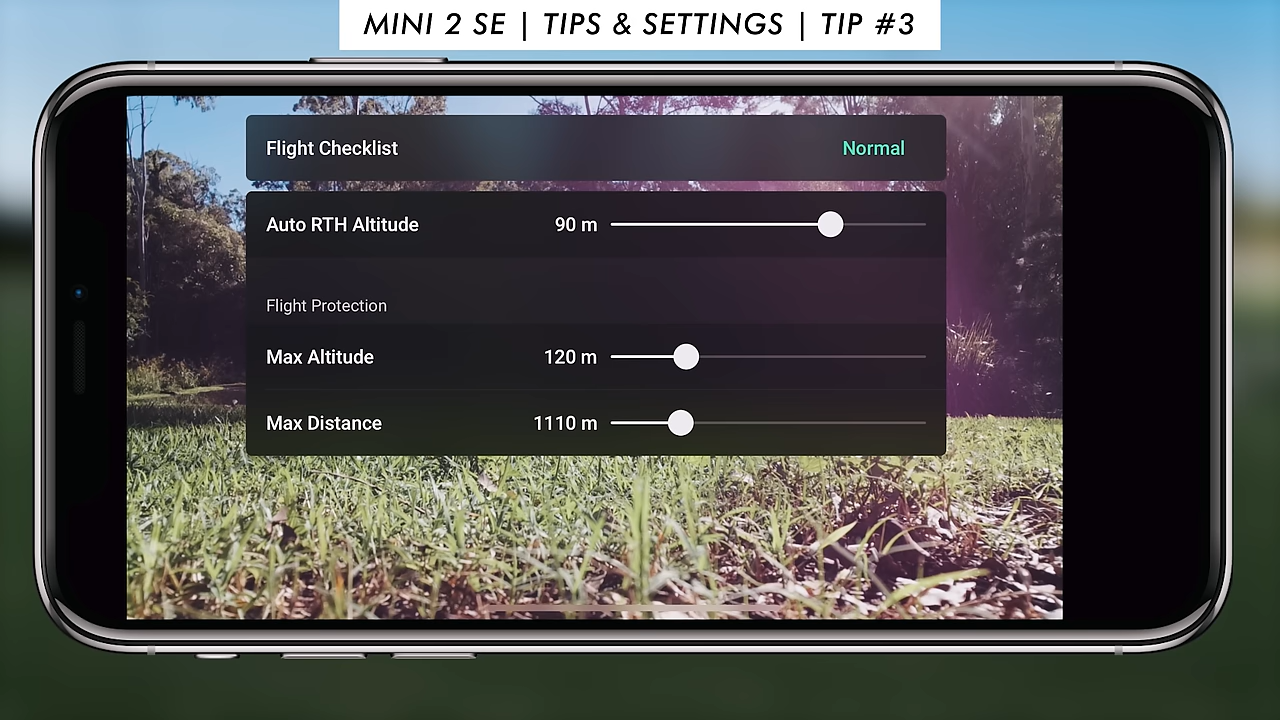 MINI 2 SE | TIPS & SETTINGS | TIP #3
Flight Checklist Normal
Auto RTH Altitude 90 m
Flight Protection
Max Altitude 120 m
Max Distance 1110 m